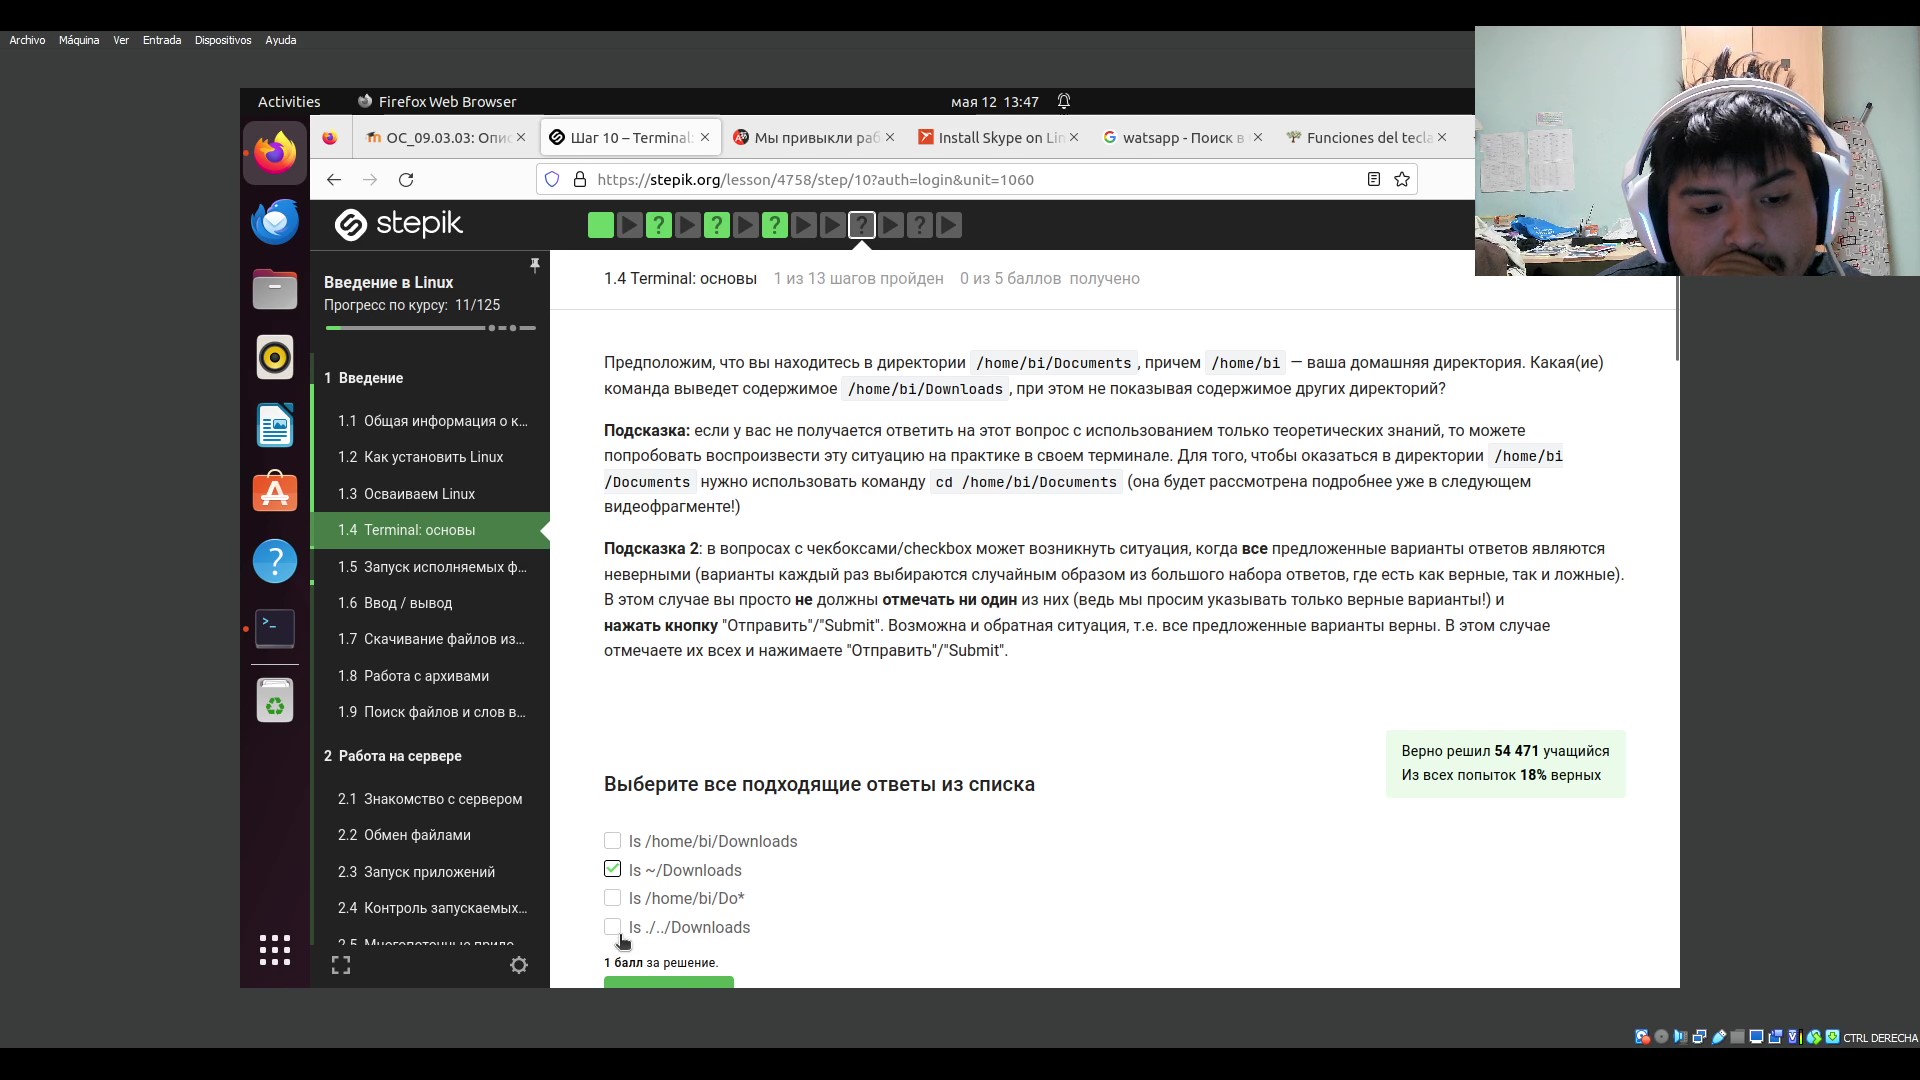 Archivo Máquina Ver Entrada Dispositivos Ayuda
Activities Firefox Web Browser мая 12 13:47
ОС_09.03.03: Опис
Шаг 10 – Terminal:
Мы привыкли раб
Install Skype on Lin
watsapp - Поиск в
Funciones del tecla
https://stepik.org/lesson/4758/step/10?auth=login&unit=1060
stepik
Введение в Linux
Прогресс по курсу: 11/125
1 Введение
1.1 Общая информация о к...
1.2 Как установить Linux
1.3 Осваиваем Linux
1.4 Terminal: основы
1.5 Запуск исполняемых ф...
1.6 Ввод / вывод
1.7 Скачивание файлов из...
1.8 Работа с архивами
1.9 Поиск файлов и слов в...
2 Работа на сервере
2.1 Знакомство с сервером
2.2 Обмен файлами
2.3 Запуск приложений
2.4 Контроль запускаемых...
1.4 Terminal: основы 1 из 13 шагов пройден 0 из 5 баллов получено
Предположим, что вы находитесь в директории /home/bi/Documents, причем /home/bi — ваша домашняя директория. Какая(ие)
команда выведет содержимое /home/bi/Downloads, при этом не показывая содержимое других директорий?
Подсказка: если у вас не получается ответить на этот вопрос с использованием только теоретических знаний, то можете
попробовать воспроизвести эту ситуацию на практике в своем терминале. Для того, чтобы оказаться в директории /home/bi
/Documents нужно использовать команду cd /home/bi/Documents (она будет рассмотрена подробнее уже в следующем
видеофрагменте!)
Подсказка 2: в вопросах с чекбоксами/checkbox может возникнуть ситуация, когда все предложенные варианты ответов являются
неверными (варианты каждый раз выбираются случайным образом из большого набора ответов, где есть как верные, так и ложные).
В этом случае вы просто не должны отмечать ни один из них (ведь мы просим указывать только верные варианты!) и
нажать кнопку "Отправить"/"Submit". Возможна и обратная ситуация, т.е. все предложенные варианты верны. В этом случае
отмечаете их всех и нажимаете "Отправить"/"Submit".
Верно решил 54 471 учащийся
Из всех попыток 18% верных
Выберите все подходящие ответы из списка
ls /home/bi/Downloads
ls ~/Downloads
ls /home/bi/Do*
ls ./../Downloads
1 балл за решение.
CTRL DERECHA